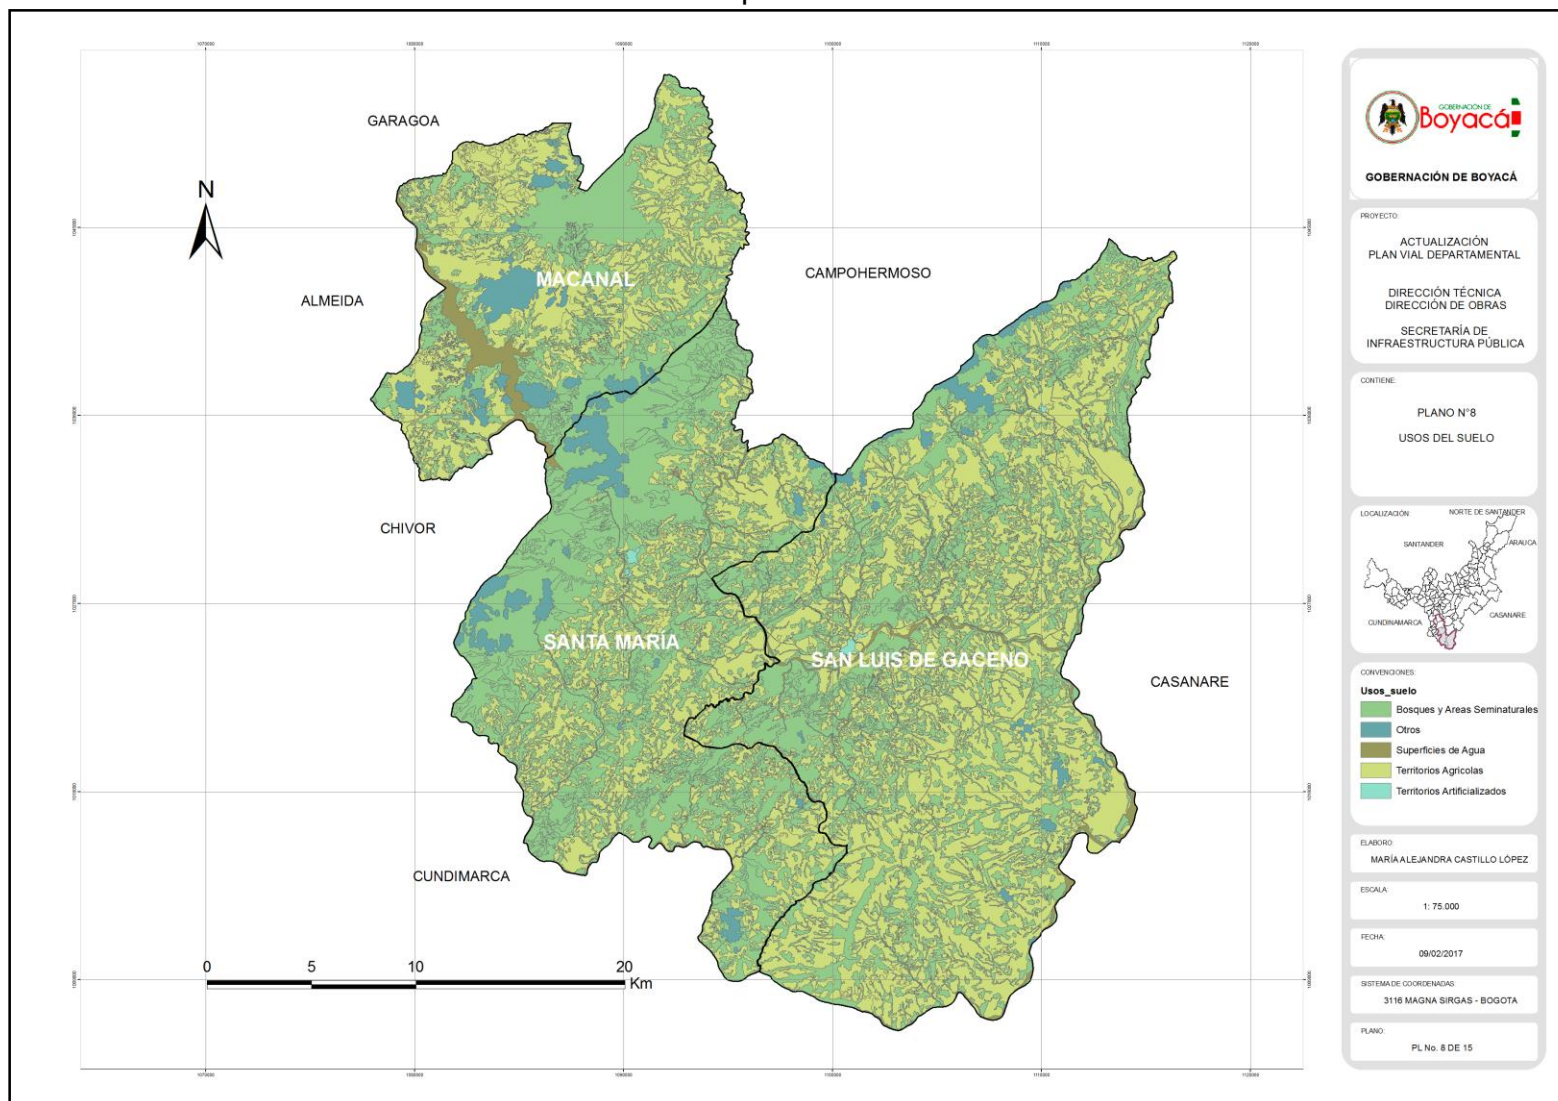 GARAGOA
N
MACANAL
CAMPOHERMOSO
ALMEIDA
CHIVOR
SANTA MARÍA
SAN LUIS DE GACENO
CASANARE
CUNDIMARCA
0 5 10 20
Km
GOBERNACIÓN DE
Boyacá
GOBERNACIÓN DE BOYACÁ
PROYECTO:
ACTUALIZACIÓN
PLAN VIAL DEPARTAMENTAL
DIRECCIÓN TÉCNICA
DIRECCIÓN DE OBRAS
SECRETARÍA DE
INFRAESTRUCTURA PÚBLICA
CONTIENE:
PLANO N°8
USOS DEL SUELO
LOCALIZACIÓN
NORTE DE SANTANDER
SANTANDER
ARAUCA
CUNDINAMARCA
CASANARE
CONVENCIONES:
Usos_suelo
Bosques y Areas Seminaturales
Otros
Superficies de Agua
Territorios Agricolas
Territorios Artificializados
ELABORO:
MARÍA ALEJANDRA CASTILLO LÓPEZ
ESCALA:
1: 75.000
FECHA:
09/02/2017
SISTEMA DE COORDENADAS
3116 MAGNA SIRGAS - BOGOTA
PLANO:
PL No. 8 DE 15